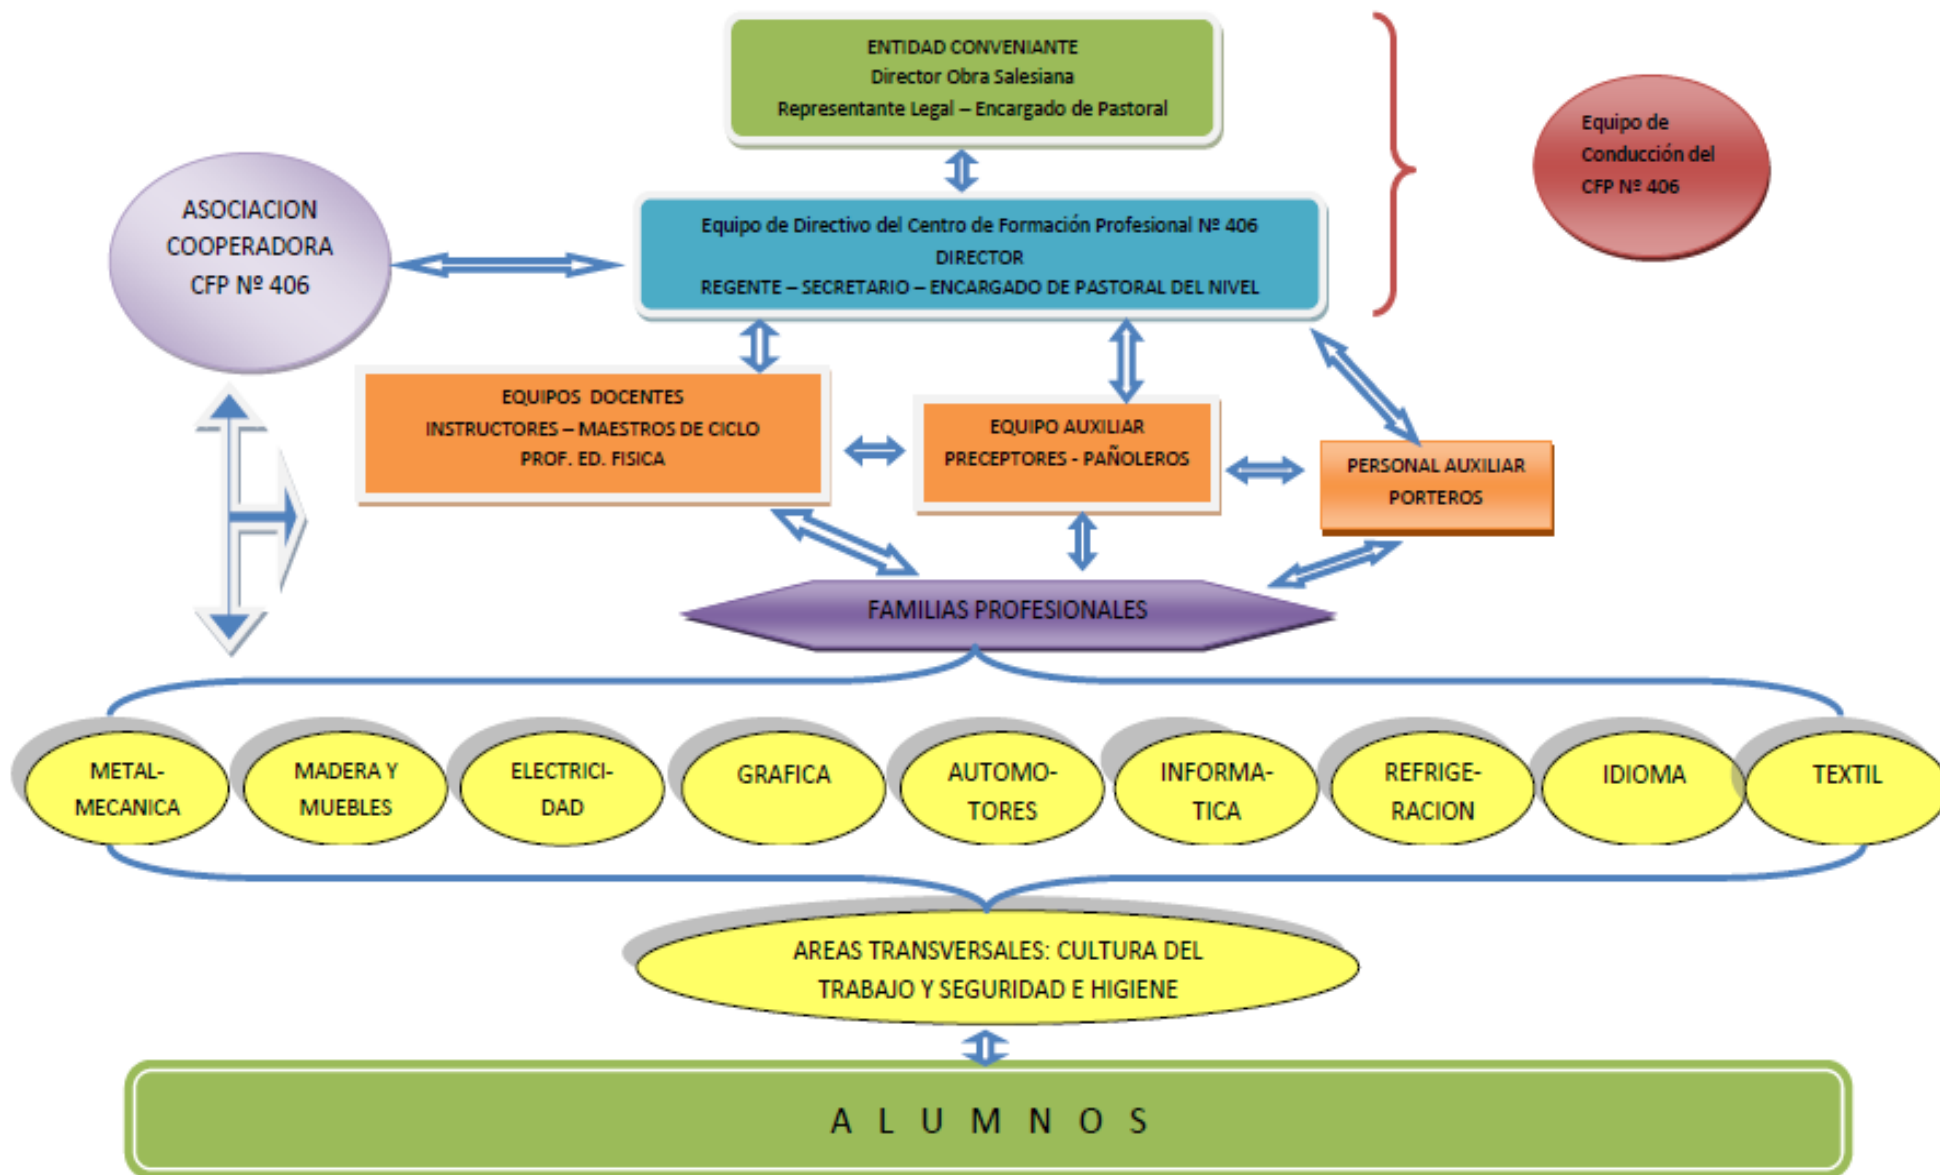 ENTIDAD CONVENIANTE
Director Obra Salesiana
Representante Legal – Encargado de Pastoral
Equipo de
Conducción del
CFP Nº 406
ASOCIACION
COOPERADORA
CFP Nº 406
Equipo de Directivo del Centro de Formación Profesional Nº 406
DIRECTOR
REGENTE – SECRETARIO – ENCARGADO DE PASTORAL DEL NIVEL
EQUIPOS DOCENTES
INSTRUCTORES – MAESTROS DE CICLO
PROF. ED. FISICA
EQUIPO AUXILIAR
PRECEPTORES - PAÑOLEROS
PERSONAL AUXILIAR
PORTEROS
FAMILIAS PROFESIONALES
METAL-
MECANICA
MADERA Y
MUEBLES
ELECTRICI-
DAD
GRAFICA
AUTOMO-
TORES
INFORMA-
TICA
REFRIGE-
RACION
IDIOMA
TEXTIL
AREAS TRANSVERSALES: CULTURA DEL
TRABAJO Y SEGURIDAD E HIGIENE
A L U M N O S